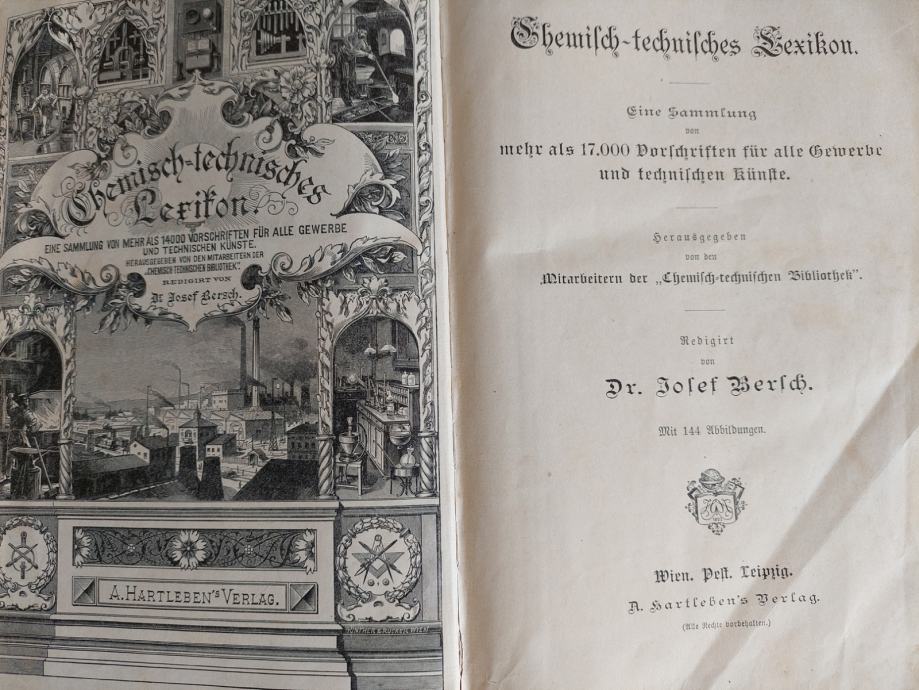 Chemisch-technisches
Lexikon.
EINE SAMMLUNG VON MEHR ALS 14000 VORSCHRIFTEN FÜR ALLE GEWERBE
UND TECHNISCHEN KÜNSTE.
HERAUSGEGEBEN VON DEN MITARBEITERN DER
„CHEMISCH TECHNISCHEN BIBLIOTHEK".
REDIGIRT VON
Dr. Josef Bersch.
A. HARTLEBEN'S VERLAG.
GÜNTHER & RÜCKER, WIEN
Chemiſch-techniſches Lexikon.
Eine Sammlung
von
mehr als 17.000 Vorſchriften für alle Gewerbe
und techniſchen Künſte.
Herausgegeben
von den
Mitarbeitern der „Chemiſch-techniſchen Bibliothek".
Redigirt
von
Dr. Joſef Berſch.
Mit 144 Abbildungen.
Wien. Peſt. Leipzig.
A. Hartleben's Verlag.
(Alle Rechte vorbehalten.)